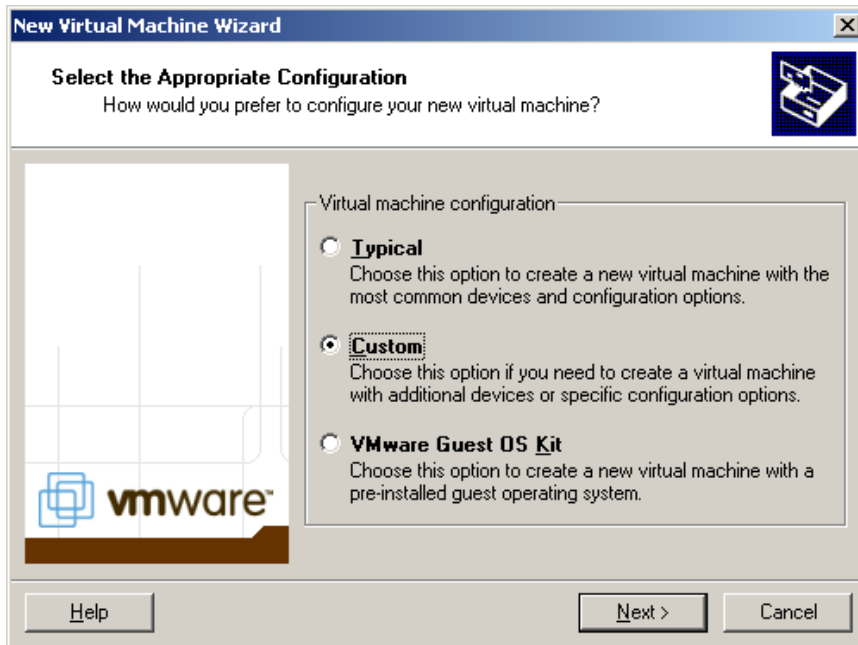 New Virtual Machine Wizard
Select the Appropriate Configuration
How would you prefer to configure your new virtual machine?
Virtual machine configuration
Typical
Choose this option to create a new virtual machine with the
most common devices and configuration options.
Custom
Choose this option if you need to create a virtual machine
with additional devices or specific configuration options.
VMware Guest OS Kit
Choose this option to create a new virtual machine with a
pre-installed guest operating system.
vmware™
Help
Next >
Cancel